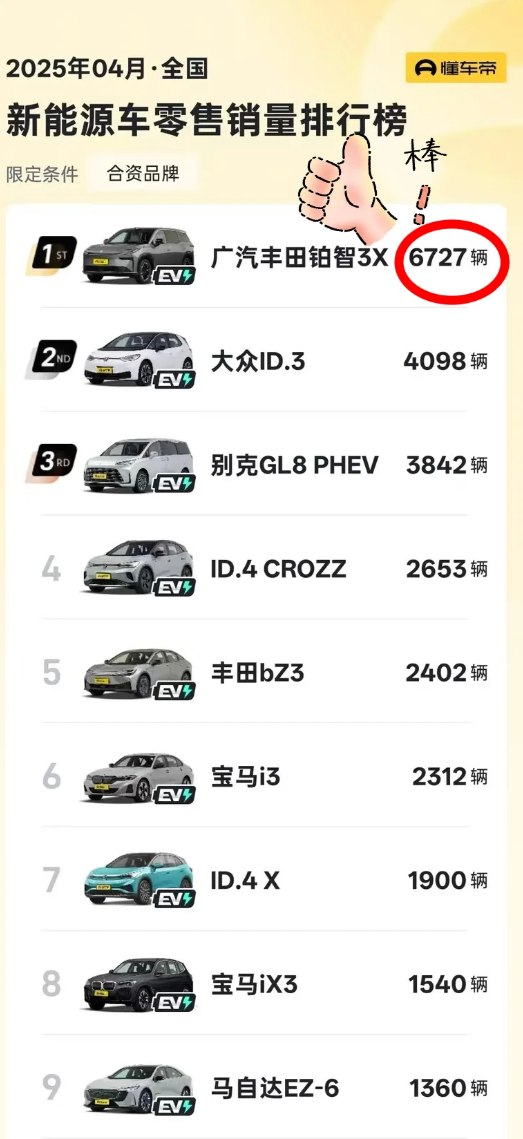 2025年04月·全国
懂车帝
新能源车零售销量排行榜
限定条件 合资品牌
棒!
1ST EV 广汽丰田铂智3X 6727辆
2ND EV 大众ID.3 4098辆
3RD EV 别克GL8 PHEV 3842辆
4 EV ID.4 CROZZ 2653辆
5 EV 丰田bZ3 2402辆
6 EV 宝马i3 2312辆
7 EV ID.4 X 1900辆
8 EV 宝马iX3 1540辆
9 EV 马自达EZ-6 1360辆